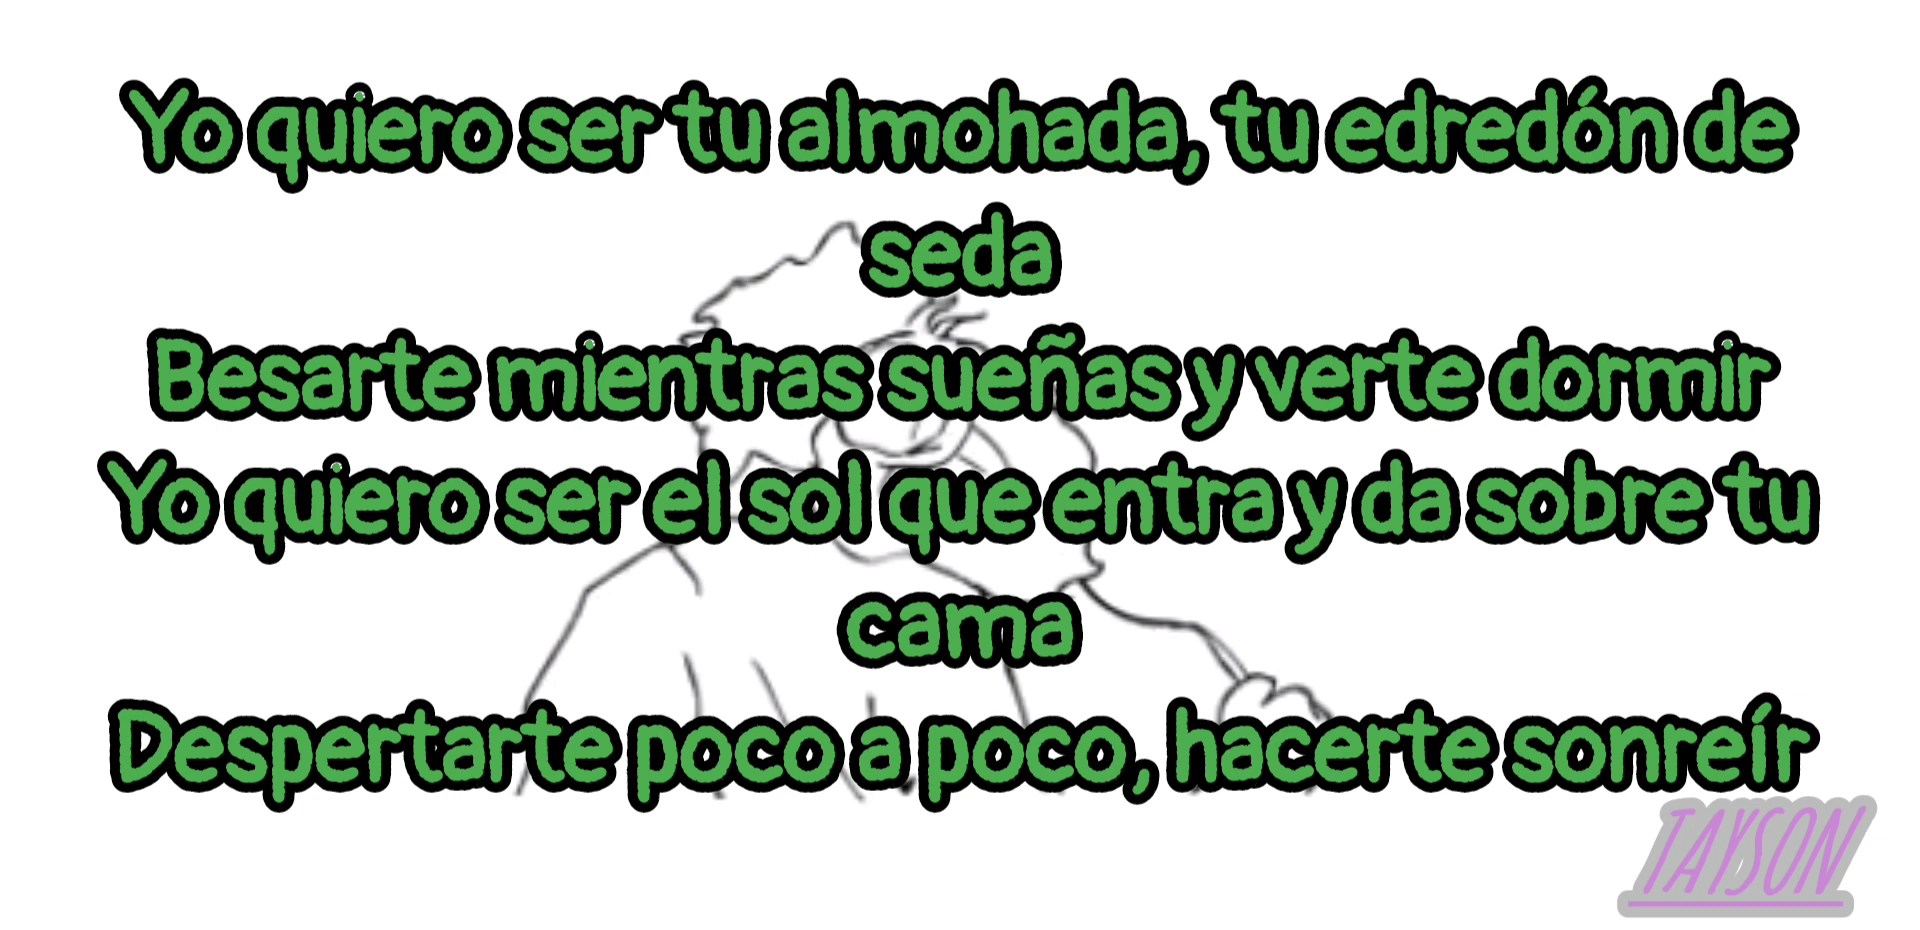 Yo quiero ser tu almohada, tu edredón de
seda
Besarte mientras sueñas y verte dormir
Yo quiero ser el sol que entra y da sobre tu
cama
Despertarte poco a poco, hacerte sonreír
TAYSON